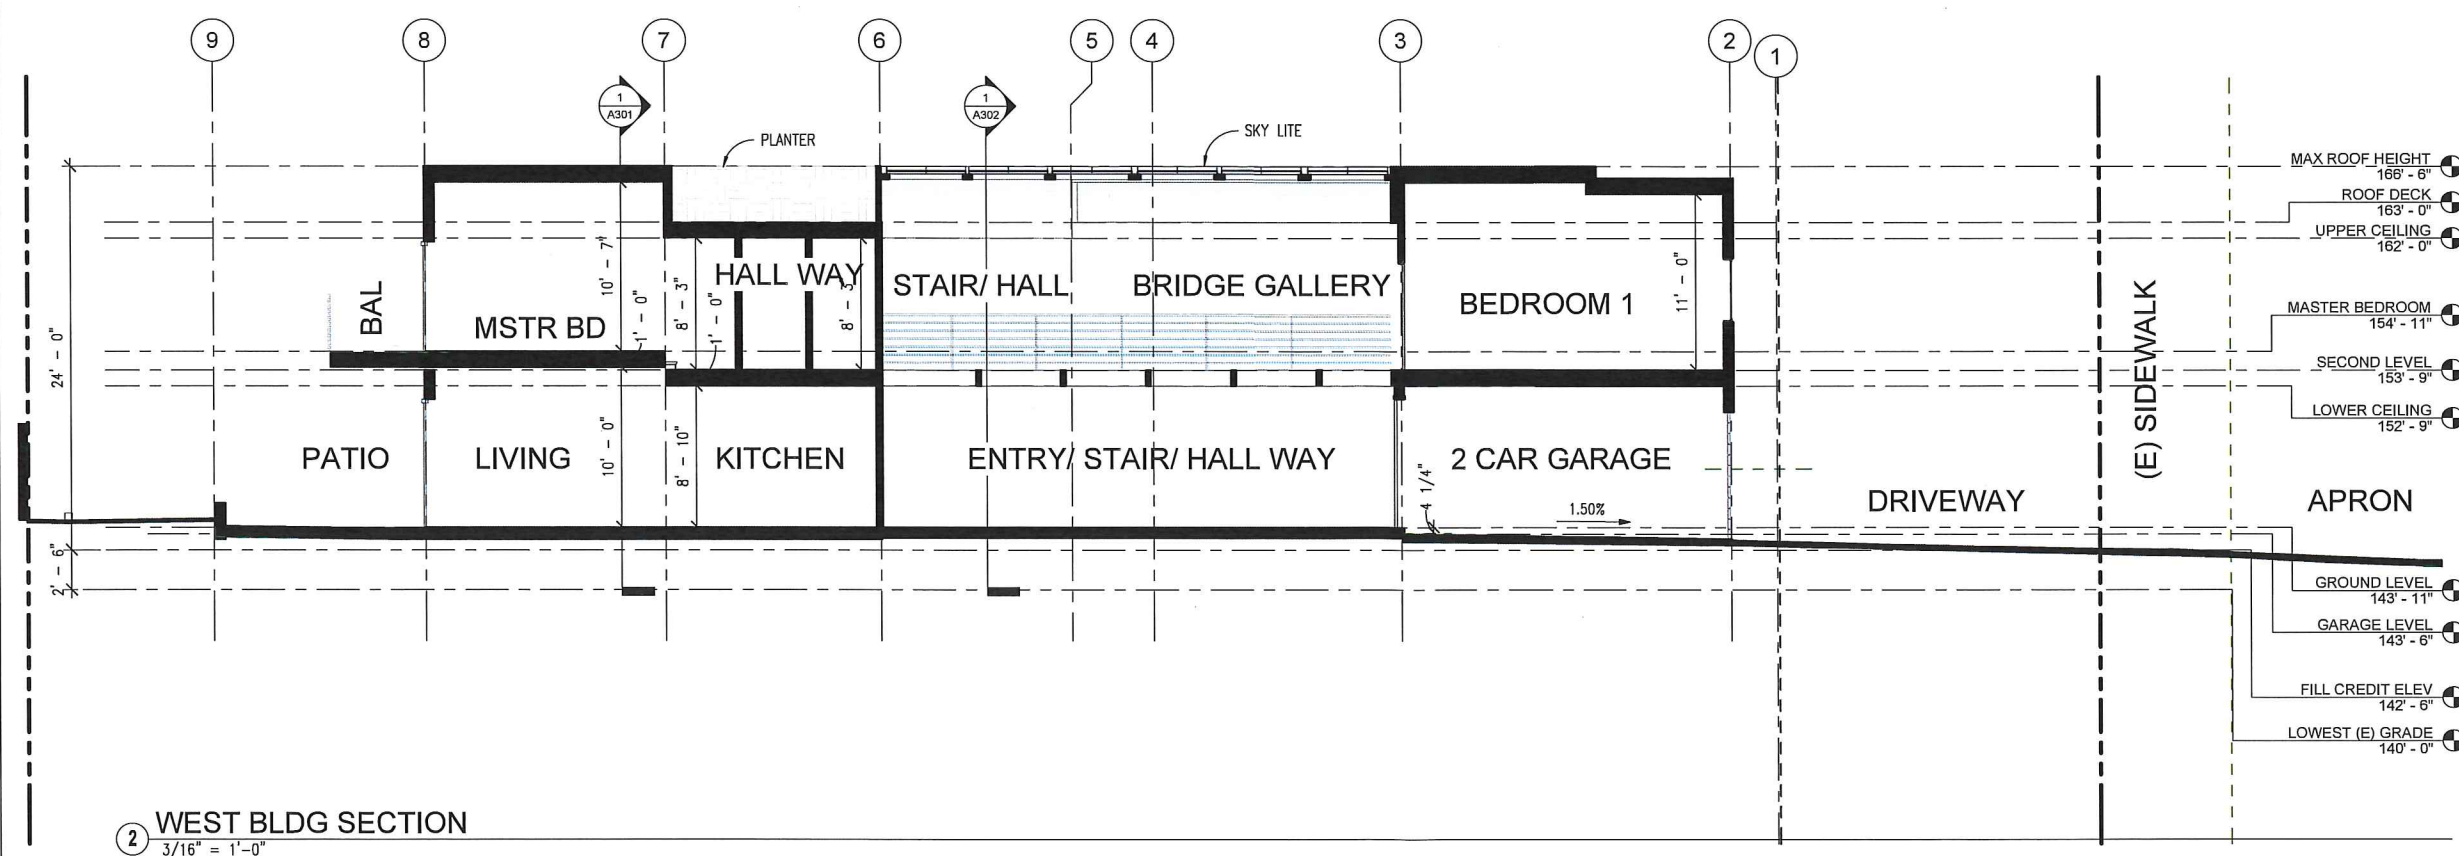 9
8
7
6
5
4
3
2
1
1
A301
1
A302
PLANTER
SKY LITE
MAX ROOF HEIGHT
166' - 6"
ROOF DECK
163' - 0"
UPPER CEILING
162' - 0"
MASTER BEDROOM
154' - 11"
SECOND LEVEL
153' - 9"
LOWER CEILING
152' - 9"
24' - 0"
2' - 6"
BAL
MSTR BD
10' - 7"
1' - 0"
8' - 3"
1' - 0"
HALL WAY
8' - 3"
STAIR/ HALL
BRIDGE GALLERY
BEDROOM 1
11' - 0"
(E) SIDEWALK
PATIO
LIVING
10' - 0"
8' - 10"
KITCHEN
ENTRY/ STAIR/ HALL WAY
4 1/4"
2 CAR GARAGE
1.50%
DRIVEWAY
APRON
GROUND LEVEL
143' - 11"
GARAGE LEVEL
143' - 6"
FILL CREDIT ELEV
142' - 6"
LOWEST (E) GRADE
140' - 0"
2
WEST BLDG SECTION
3/16" = 1'-0"